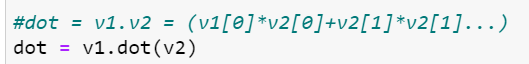 #dot = v1.v2 = (v1[0]*v2[0]+v2[1]*v2[1]...)
dot = v1.dot(v2)